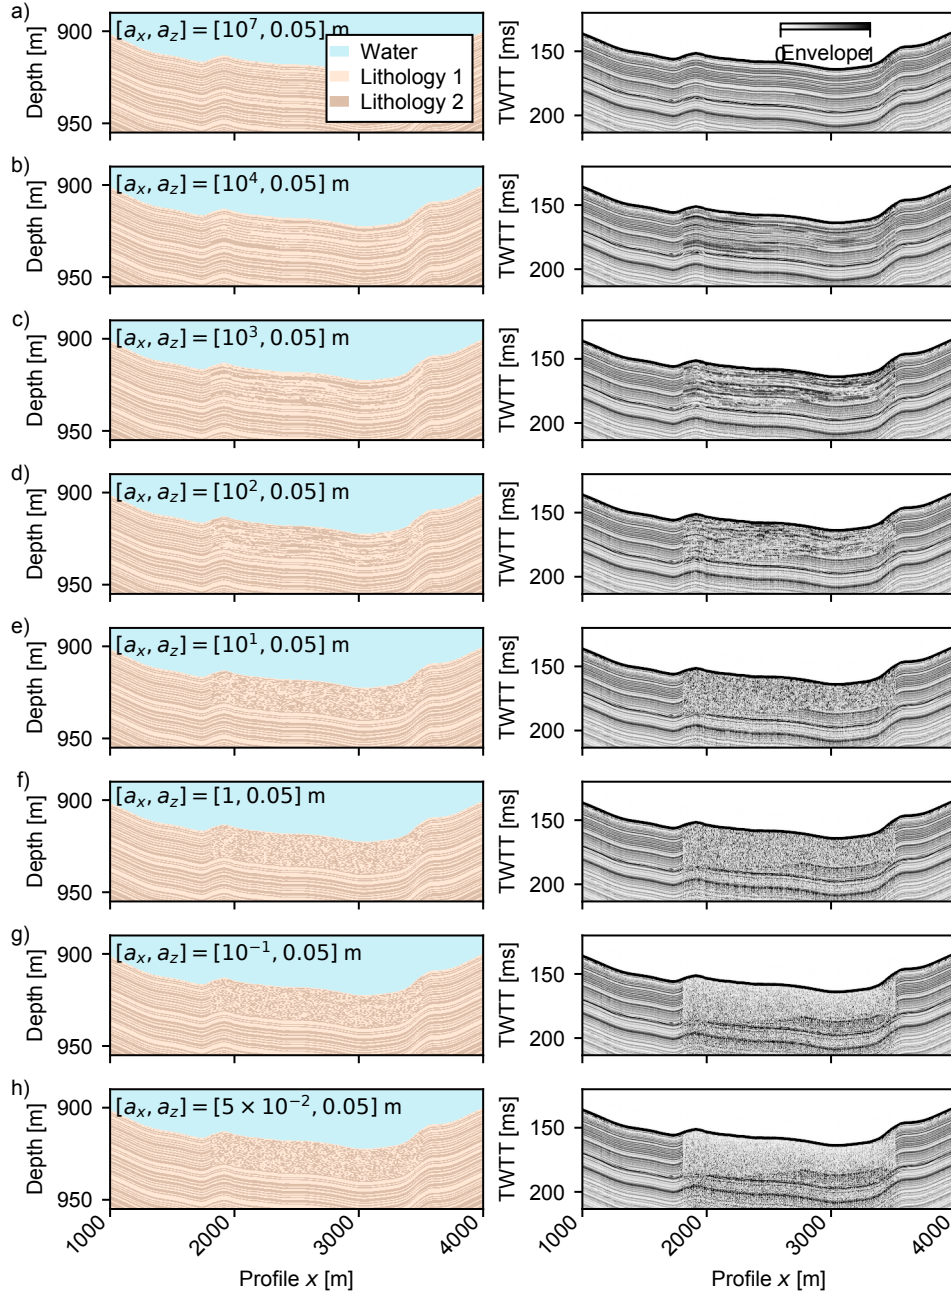 a)
Depth [m]
900
950
[a_x, a_z] = [10^7, 0.05] m
Water
Lithology 1
Lithology 2
TWTT [ms]
150
200
0 Envelope 1
b)
Depth [m]
900
950
[a_x, a_z] = [10^4, 0.05] m
TWTT [ms]
150
200
c)
Depth [m]
900
950
[a_x, a_z] = [10^3, 0.05] m
TWTT [ms]
150
200
d)
Depth [m]
900
950
[a_x, a_z] = [10^2, 0.05] m
TWTT [ms]
150
200
e)
Depth [m]
900
950
[a_x, a_z] = [10^1, 0.05] m
TWTT [ms]
150
200
f)
Depth [m]
900
950
[a_x, a_z] = [1, 0.05] m
TWTT [ms]
150
200
g)
Depth [m]
900
950
[a_x, a_z] = [10^−1, 0.05] m
TWTT [ms]
150
200
h)
Depth [m]
900
950
[a_x, a_z] = [5 × 10^−2, 0.05] m
TWTT [ms]
150
200
1000 2000 3000 4000
Profile x [m]
1000 2000 3000 4000
Profile x [m]